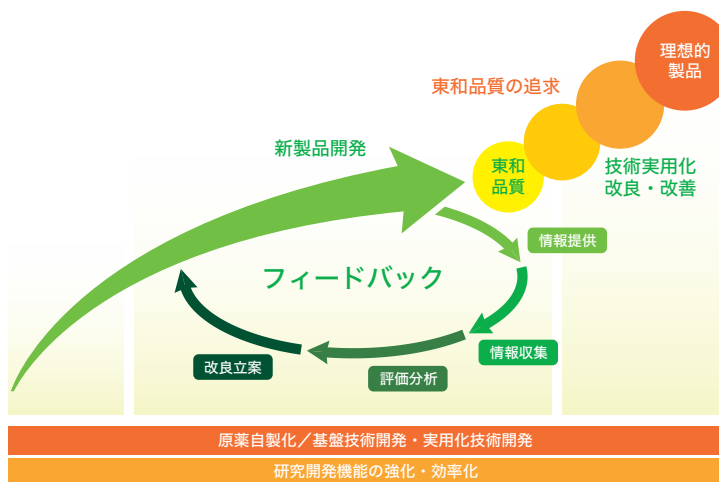 理想的
製品
東和品質の追求
新製品開発
東和
品質
技術実用化
改良・改善
情報提供
フィードバック
情報収集
改良立案
評価分析
原薬自製化／基盤技術開発・実用化技術開発
研究開発機能の強化・効率化